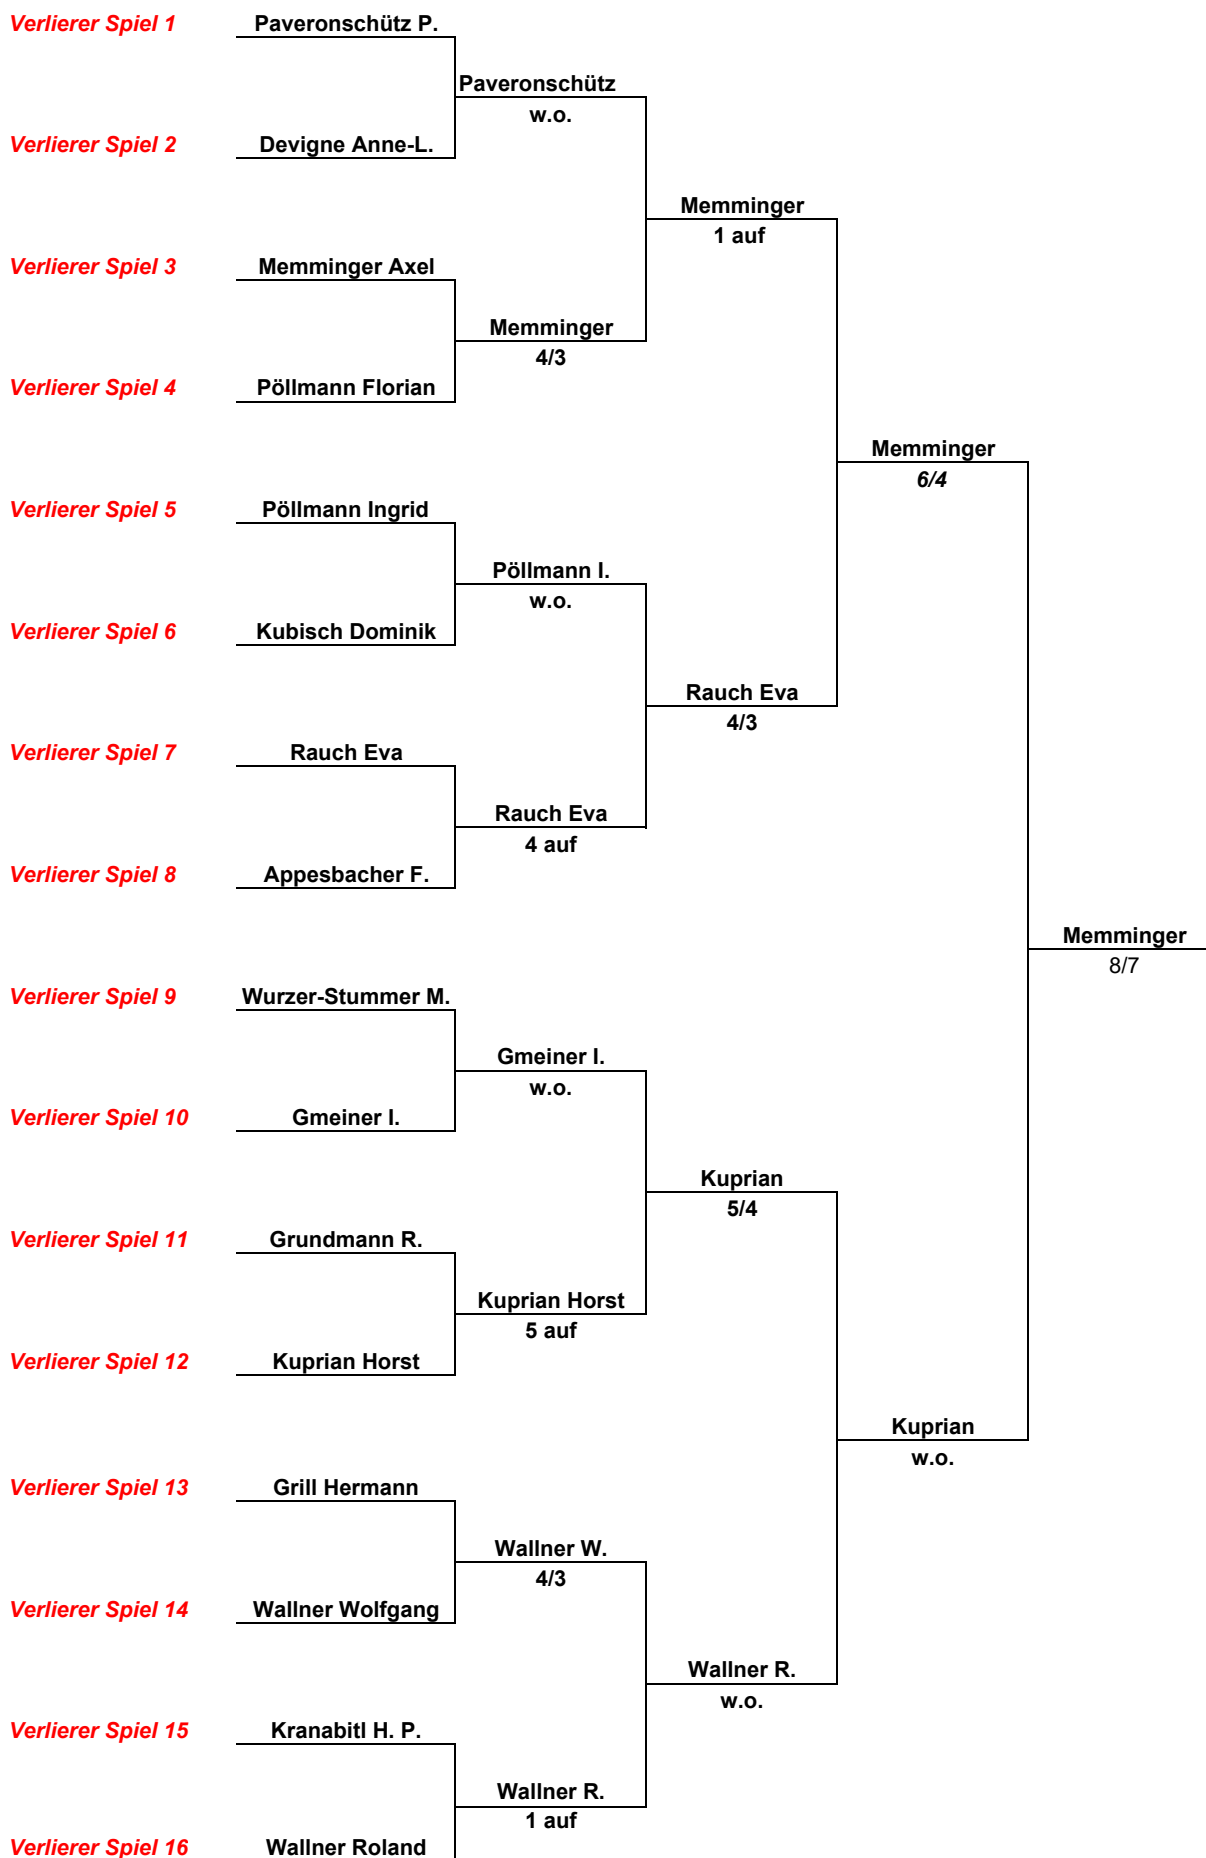 Verlierer Spiel 1 Paveronschütz P.
Paveronschütz
w.o.
Verlierer Spiel 2 Devigne Anne-L.
Memminger
1 auf
Verlierer Spiel 3 Memminger Axel
Memminger
4/3
Verlierer Spiel 4 Pöllmann Florian
Memminger
6/4
Verlierer Spiel 5 Pöllmann Ingrid
Pöllmann I.
w.o.
Verlierer Spiel 6 Kubisch Dominik
Rauch Eva
4/3
Verlierer Spiel 7 Rauch Eva
Rauch Eva
4 auf
Verlierer Spiel 8 Appesbacher F.
Memminger
8/7
Verlierer Spiel 9 Wurzer-Stummer M.
Gmeiner I.
w.o.
Verlierer Spiel 10 Gmeiner I.
Kuprian
5/4
Verlierer Spiel 11 Grundmann R.
Kuprian Horst
5 auf
Verlierer Spiel 12 Kuprian Horst
Kuprian
w.o.
Verlierer Spiel 13 Grill Hermann
Wallner W.
4/3
Verlierer Spiel 14 Wallner Wolfgang
Wallner R.
w.o.
Verlierer Spiel 15 Kranabitl H. P.
Wallner R.
1 auf
Verlierer Spiel 16 Wallner Roland